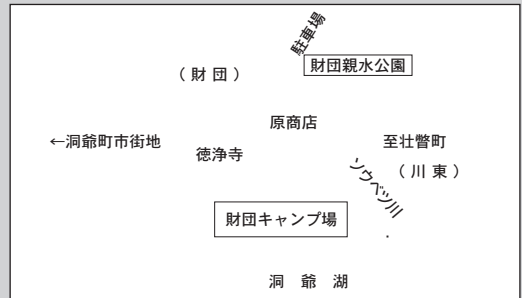 駐車場
財団親水公園
（ 財 団 ）
原商店
←洞爺町市街地
至壮瞥町
徳浄寺
（ 川 東 ）
ソウベツ川
財団キャンプ場
洞　爺　湖